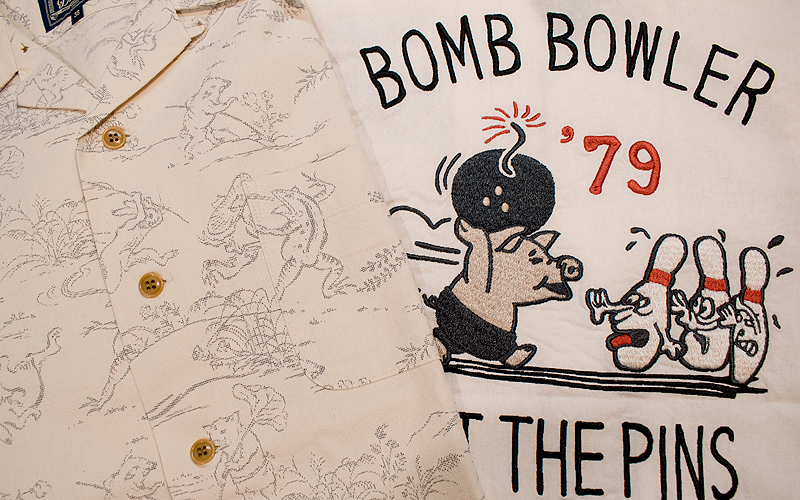 BOMB BOWLER
'79
T THE PINS